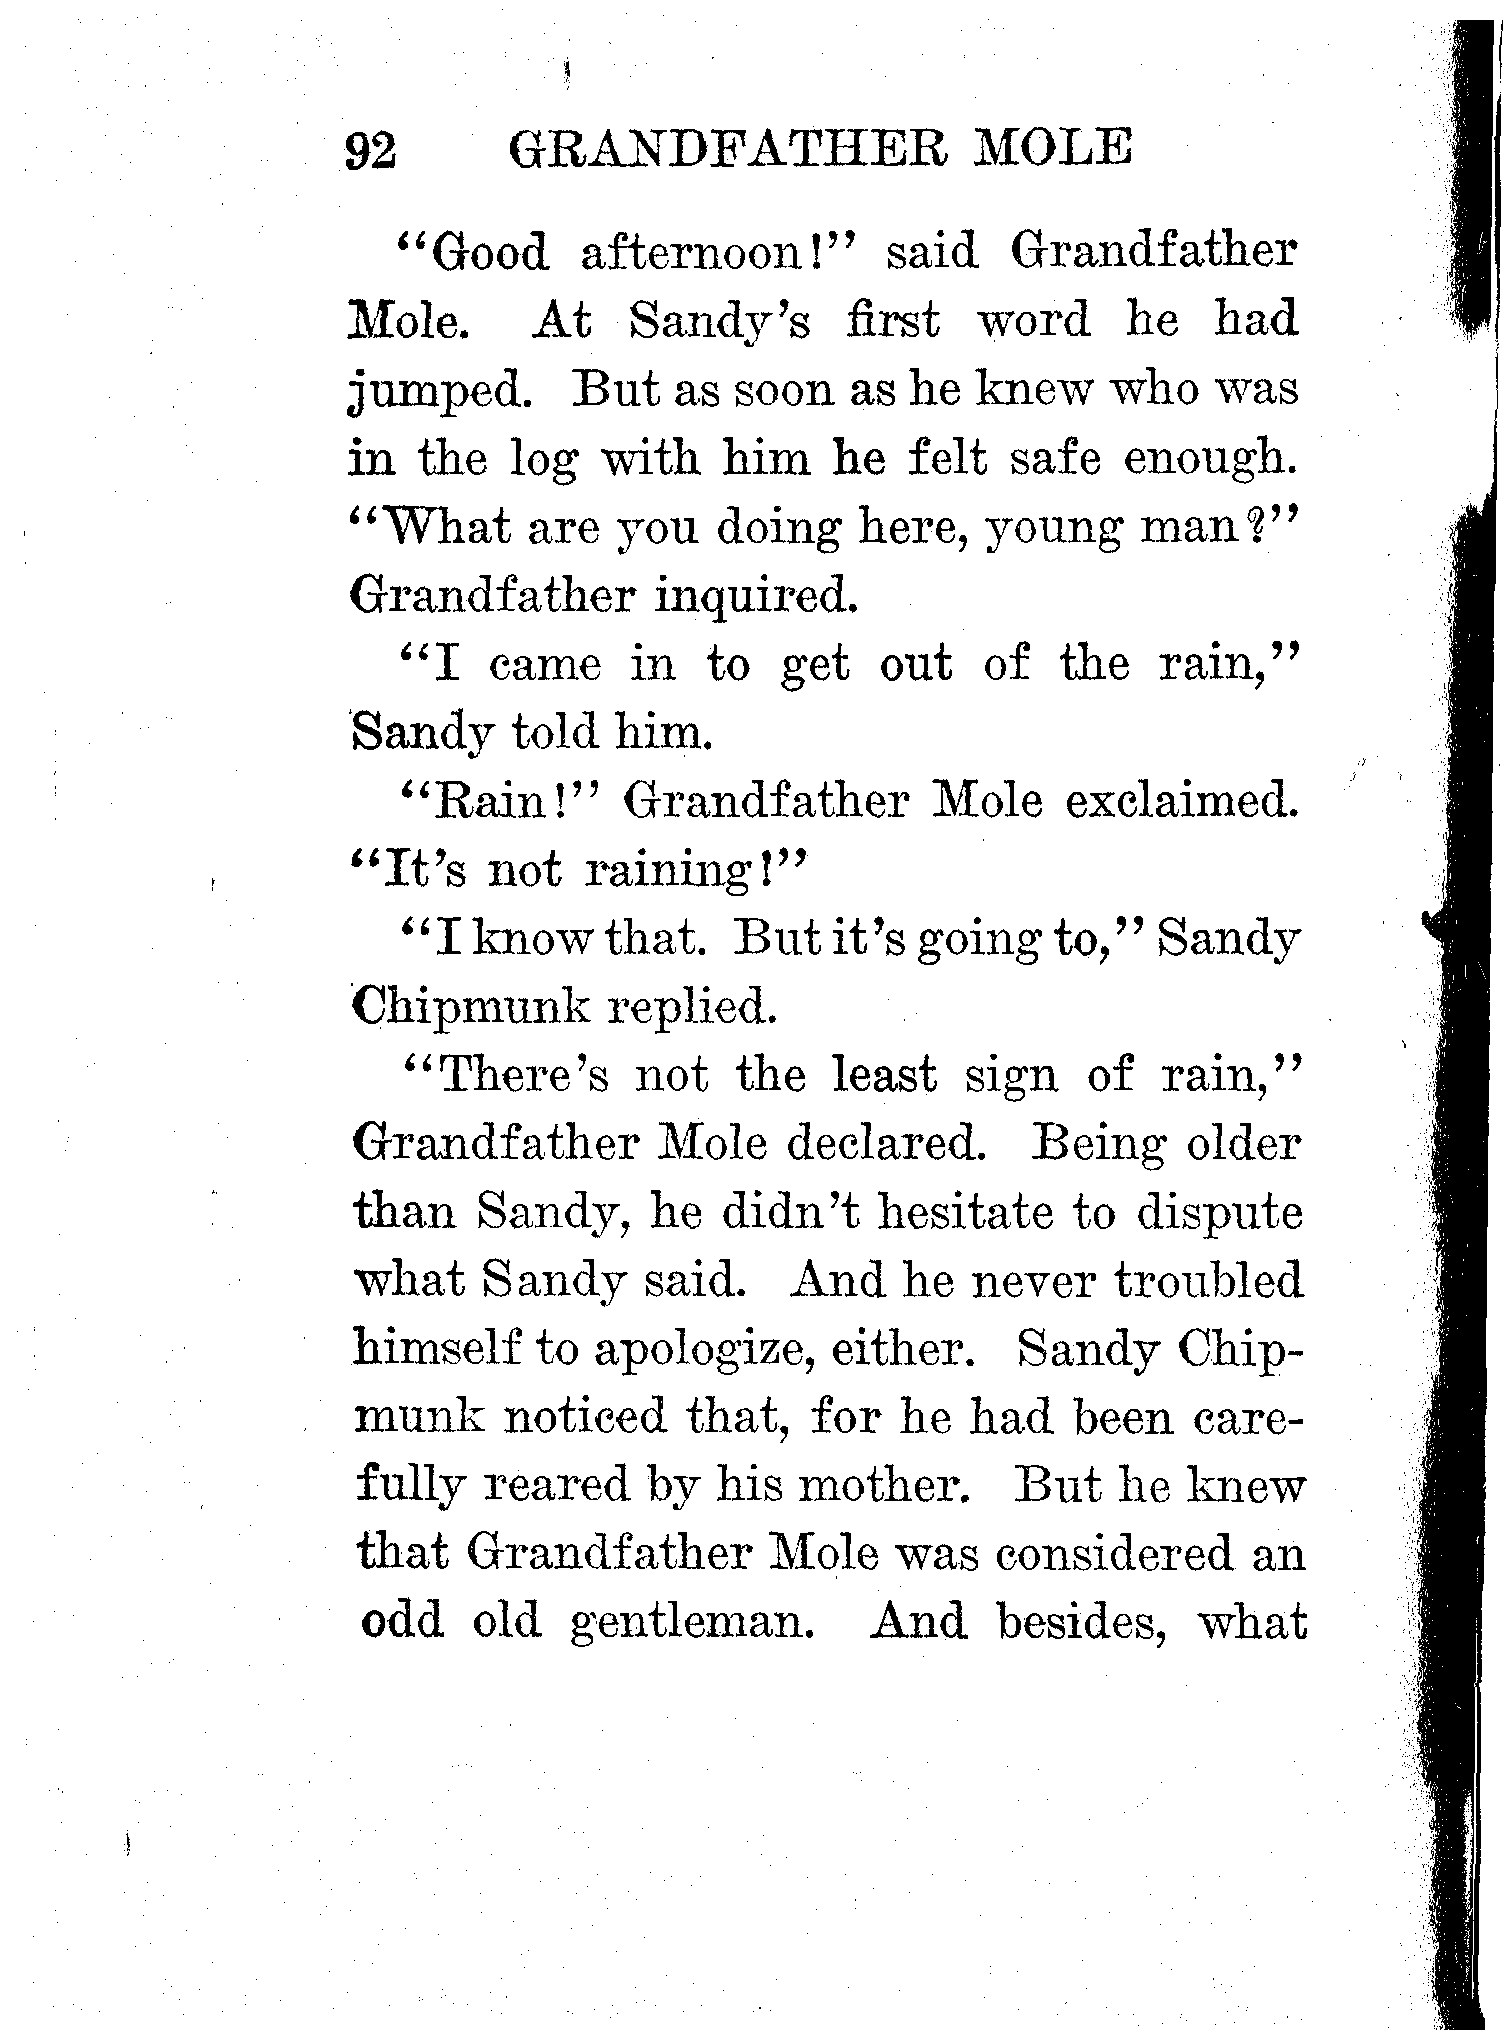 92 GRANDFATHER MOLE
“Good afternoon!” said Grandfather
Mole. At Sandy’s first word he had
jumped. But as soon as he knew who was
in the log with him he felt safe enough.
“What are you doing here, young man?”
Grandfather inquired.
“I came in to get out of the rain,”
Sandy told him.
“Rain!” Grandfather Mole exclaimed.
“It’s not raining!”
“I know that. But it’s going to,” Sandy
Chipmunk replied.
“There’s not the least sign of rain,”
Grandfather Mole declared. Being older
than Sandy, he didn’t hesitate to dispute
what Sandy said. And he never troubled
himself to apologize, either. Sandy Chip-
munk noticed that, for he had been care-
fully reared by his mother. But he knew
that Grandfather Mole was considered an
odd old gentleman. And besides, what